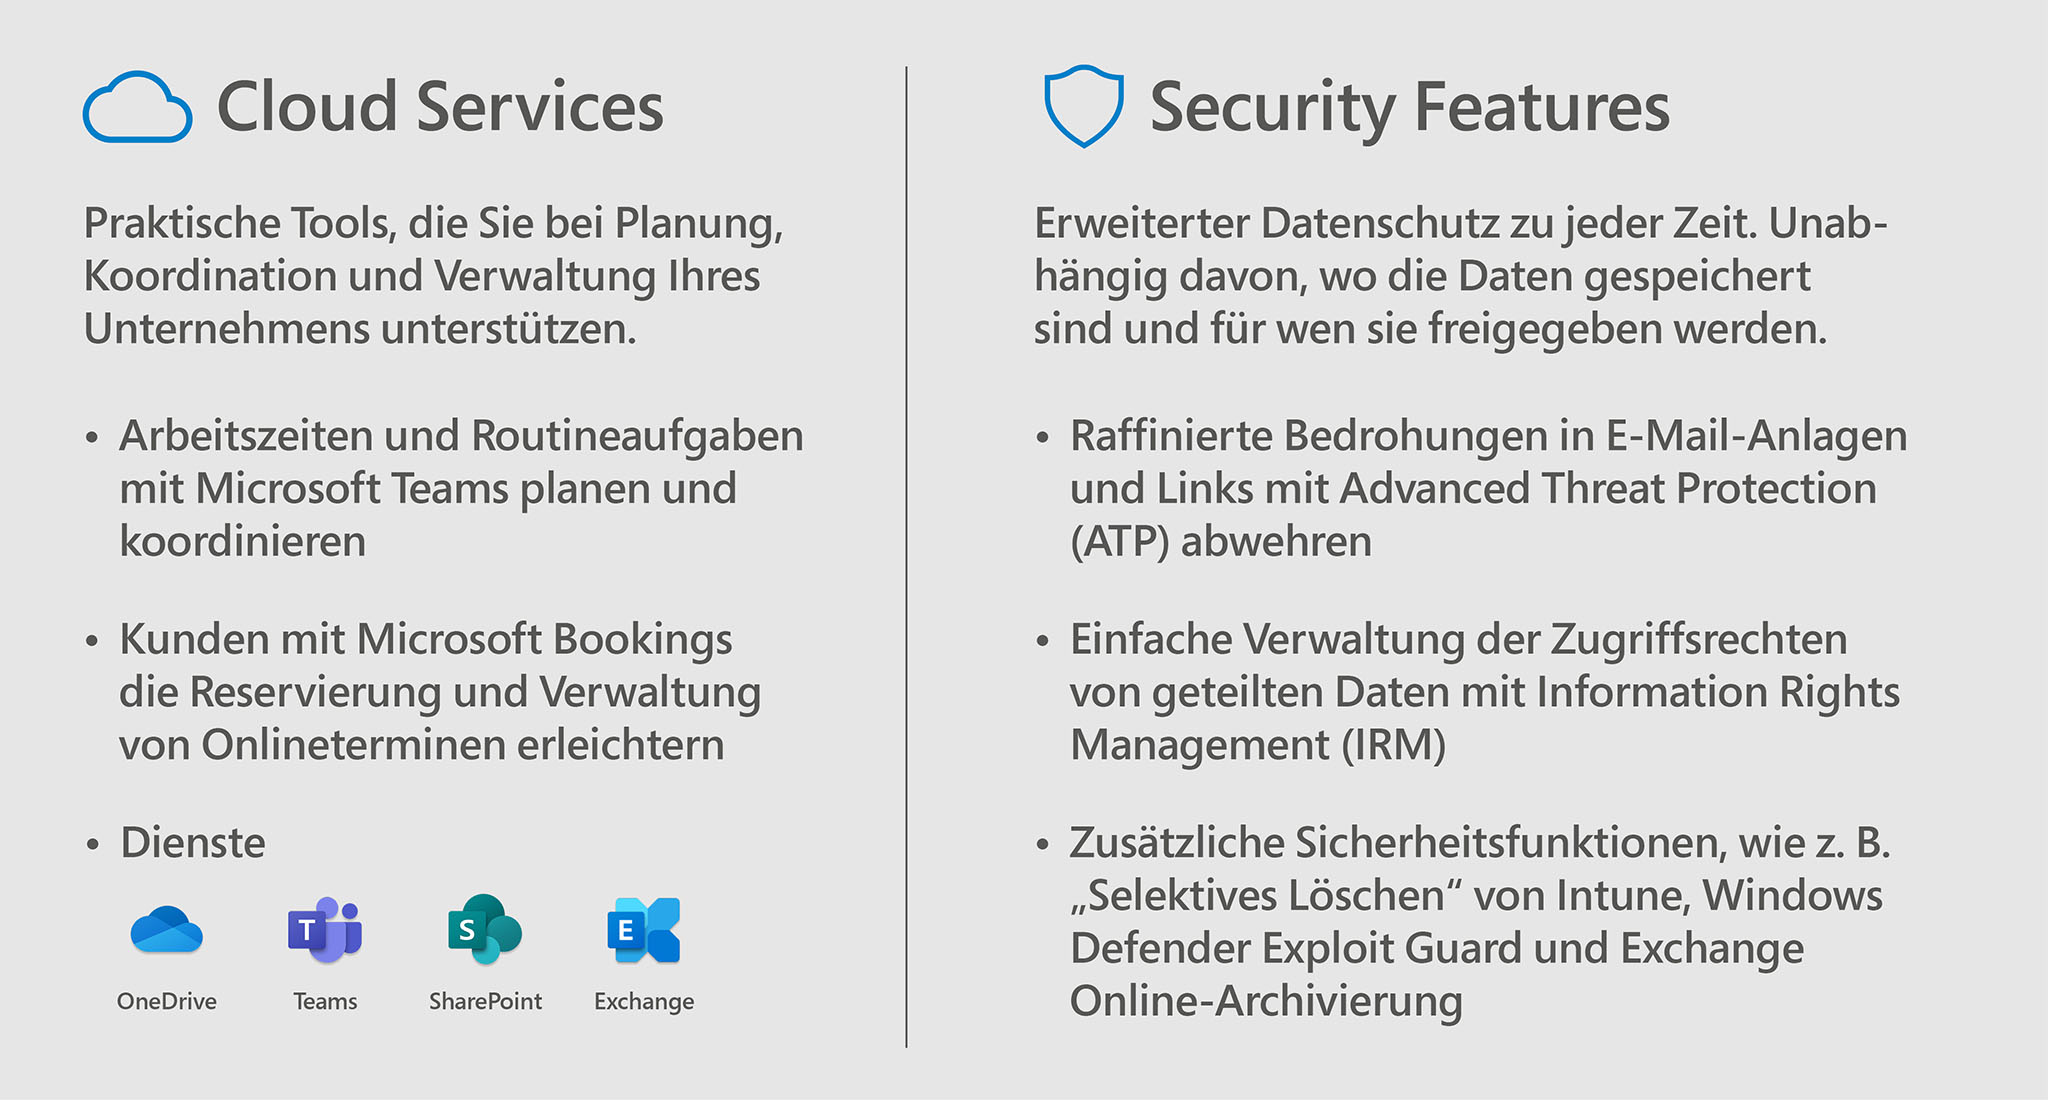 Cloud Services
Praktische Tools, die Sie bei Planung,
Koordination und Verwaltung Ihres
Unternehmens unterstützen.
• Arbeitszeiten und Routineaufgaben
mit Microsoft Teams planen und
koordinieren
• Kunden mit Microsoft Bookings
die Reservierung und Verwaltung
von Onlineterminen erleichtern
• Dienste
T
S
E
OneDrive
Teams
SharePoint
Exchange
Security Features
Erweiterter Datenschutz zu jeder Zeit. Unab-
hängig davon, wo die Daten gespeichert
sind und für wen sie freigegeben werden.
• Raffinierte Bedrohungen in E-Mail-Anlagen
und Links mit Advanced Threat Protection
(ATP) abwehren
• Einfache Verwaltung der Zugriffsrechten
von geteilten Daten mit Information Rights
Management (IRM)
• Zusätzliche Sicherheitsfunktionen, wie z. B.
„Selektives Löschen“ von Intune, Windows
Defender Exploit Guard und Exchange
Online-Archivierung